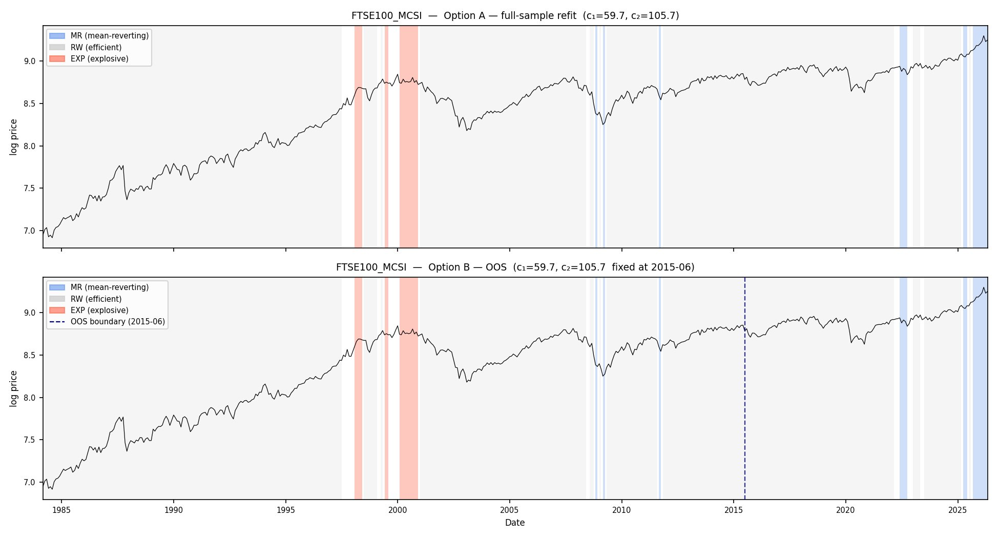 FTSE100_MCSI — Option A — full-sample refit (c₁=59.7, c₂=105.7)
MR (mean-reverting)
RW (efficient)
EXP (explosive)
log price
9.0
8.5
8.0
7.5
7.0
FTSE100_MCSI — Option B — OOS (c₁=59.7, c₂=105.7 fixed at 2015-06)
MR (mean-reverting)
RW (efficient)
EXP (explosive)
OOS boundary (2015-06)
log price
9.0
8.5
8.0
7.5
7.0
1985 1990 1995 2000 2005 2010 2015 2020 2025
Date